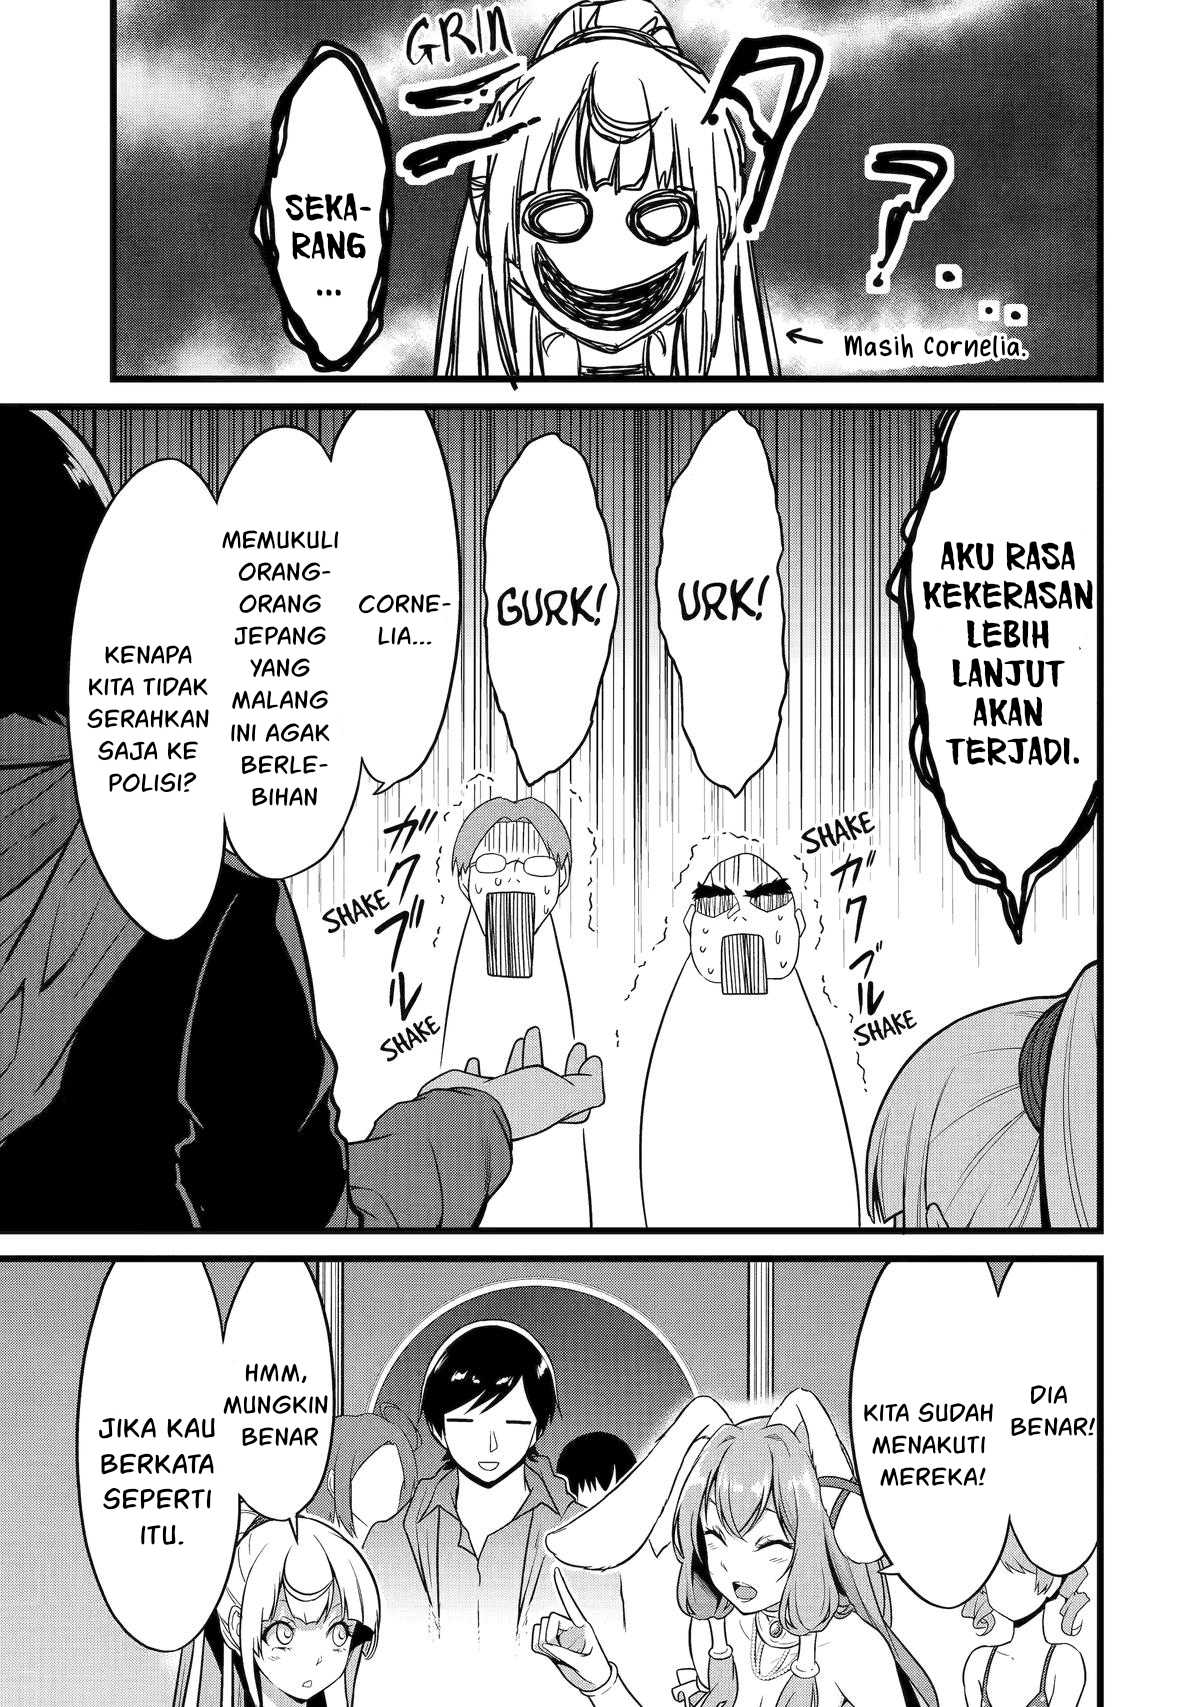 GRIN
SEKA-
RANG
...
Masih Cornelia.
AKU RASA
KEKERASAN
LEBIH
LANJUT
AKAN
TERJADI.
URK!
GURK!
SHAKE
ガクブル
SHAKE
SHAKE
ガクブル
SHAKE
CORNE-
LIA...
MEMUKULI
ORANG-
ORANG
JEPANG
YANG
MALANG
INI AGAK
BERLE-
BIHAN
KENAPA
KITA TIDAK
SERAHKAN
SAJA KE
POLISI?
DIA
BENAR!
KITA SUDAH
MENAKUTI
MEREKA!
HMM,
MUNGKIN
BENAR
JIKA KAU
BERKATA
SEPERTI
ITU.